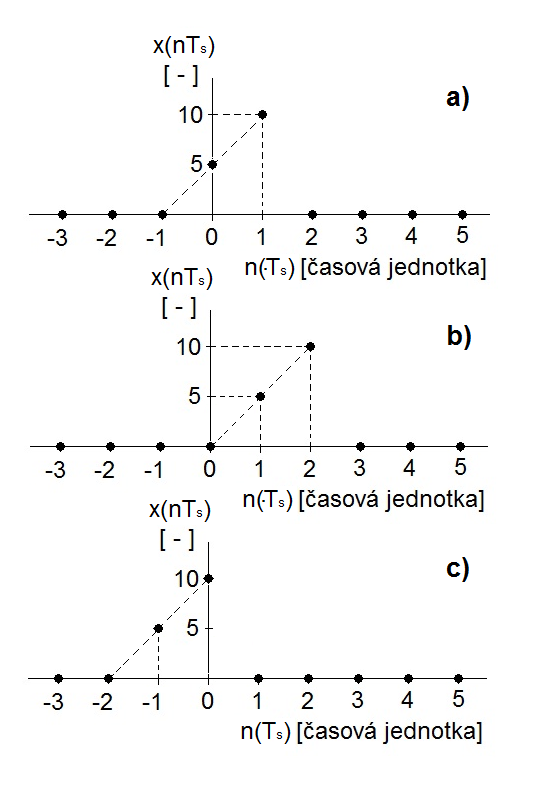 x(nTs)
[ - ]
a)
10
5
-3 -2 -1 0 1 2 3 4 5
n(·Ts) [časová jednotka]
x(nTs)
[ - ]
b)
10
5
-3 -2 -1 0 1 2 3 4 5
n(·Ts) [časová jednotka]
x(nTs)
[ - ]
c)
10
5
-3 -2 -1 0 1 2 3 4 5
n(Ts) [časová jednotka]